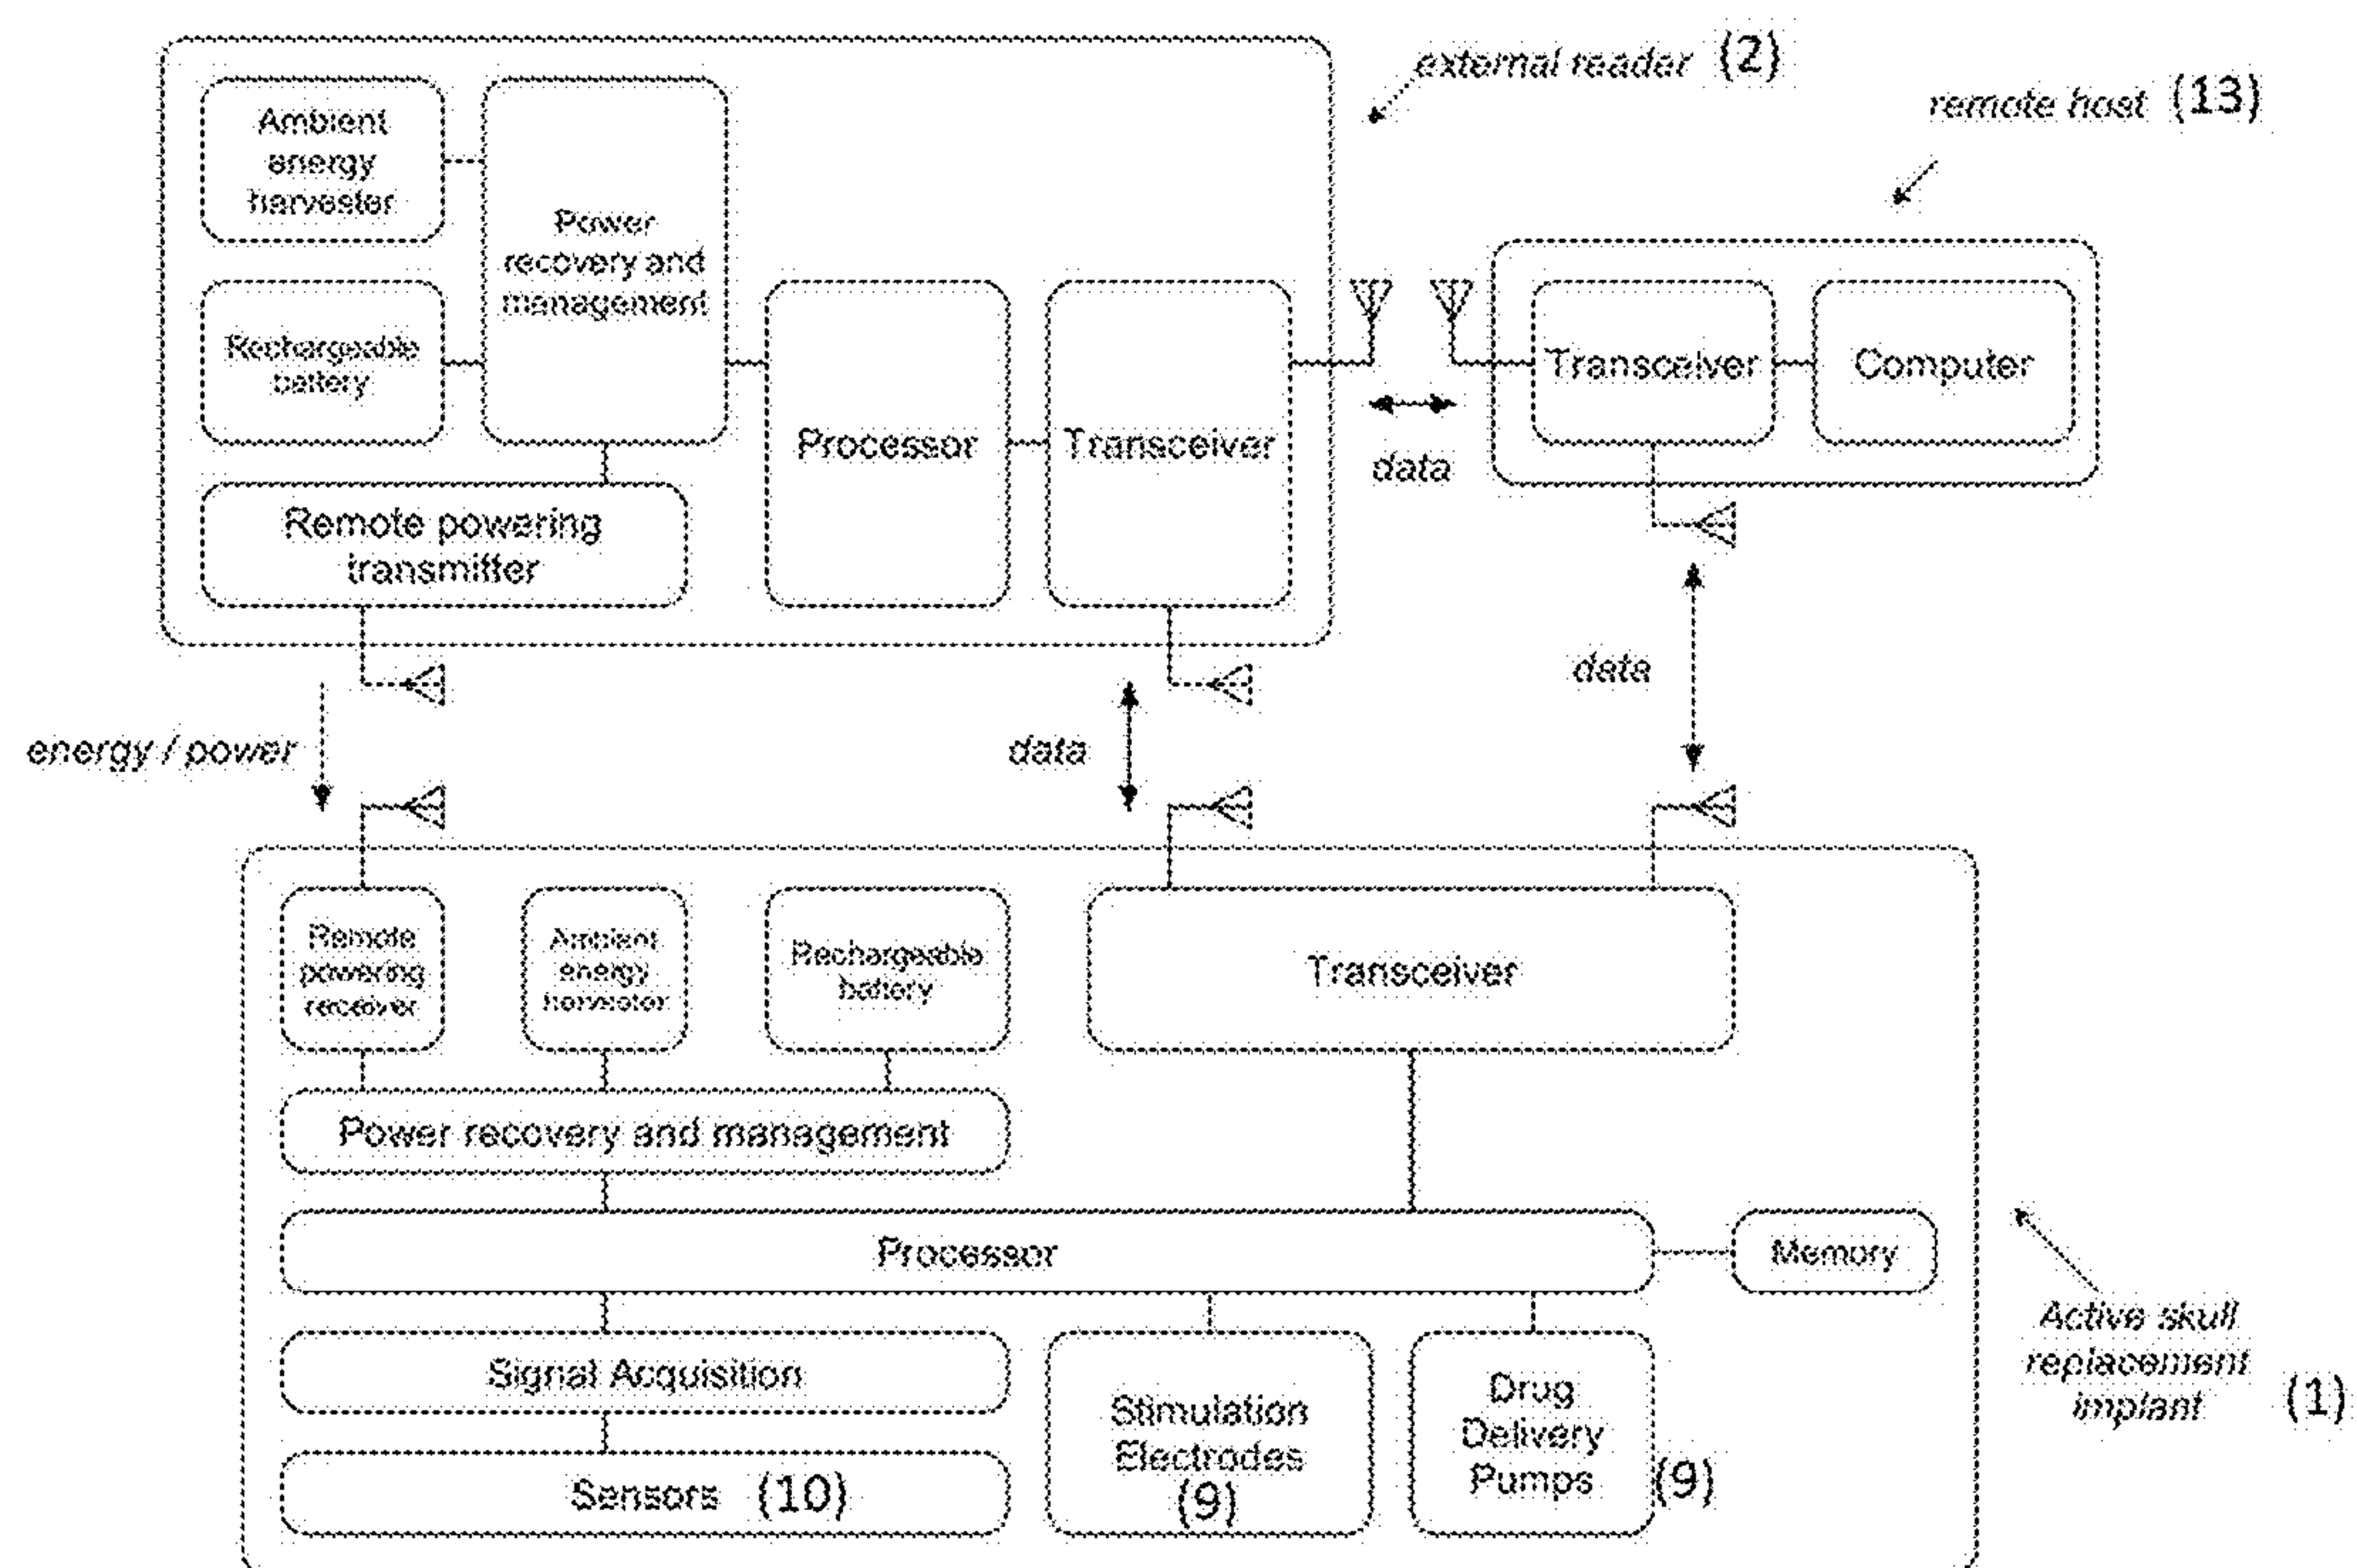 external reader (2)
remote host (13)
Ambient
energy
harvester
Power
recovery and
management
Rechargeable
battery
Processor
Transceiver
Transceiver
Computer
data
Remote powering
transmitter
data
energy / power
data
Remote
powering
receiver
Ambient
energy
harvester
Rechargeable
battery
Transceiver
Power recovery and management
Processor
Memory
Active skull
replacement
implant (1)
Signal Acquisition
Stimulation
Electrodes
(9)
Drug
Delivery
Pumps (9)
Sensors (10)